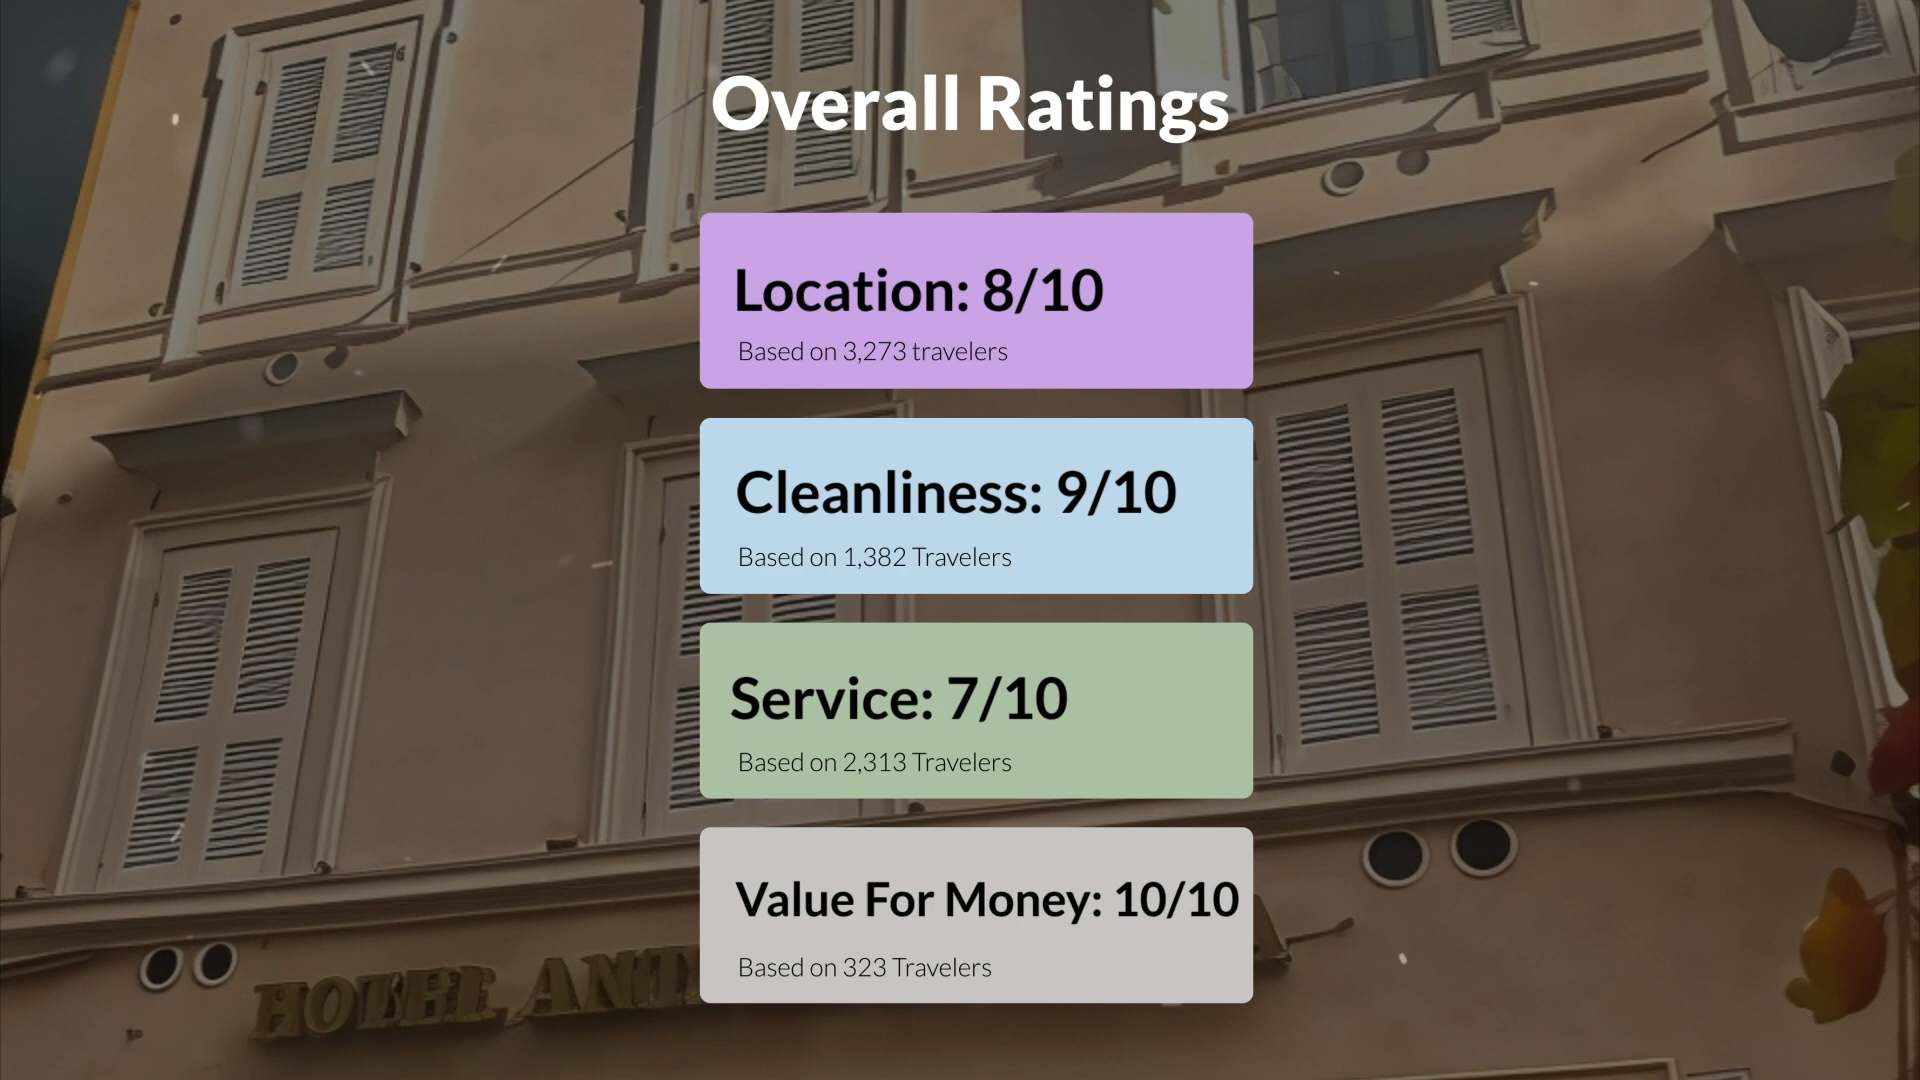 Overall Ratings
Location: 8/10
Based on 3,273 travelers
Cleanliness: 9/10
Based on 1,382 Travelers
Service: 7/10
Based on 2,313 Travelers
Value For Money: 10/10
Based on 323 Travelers
HOTEL